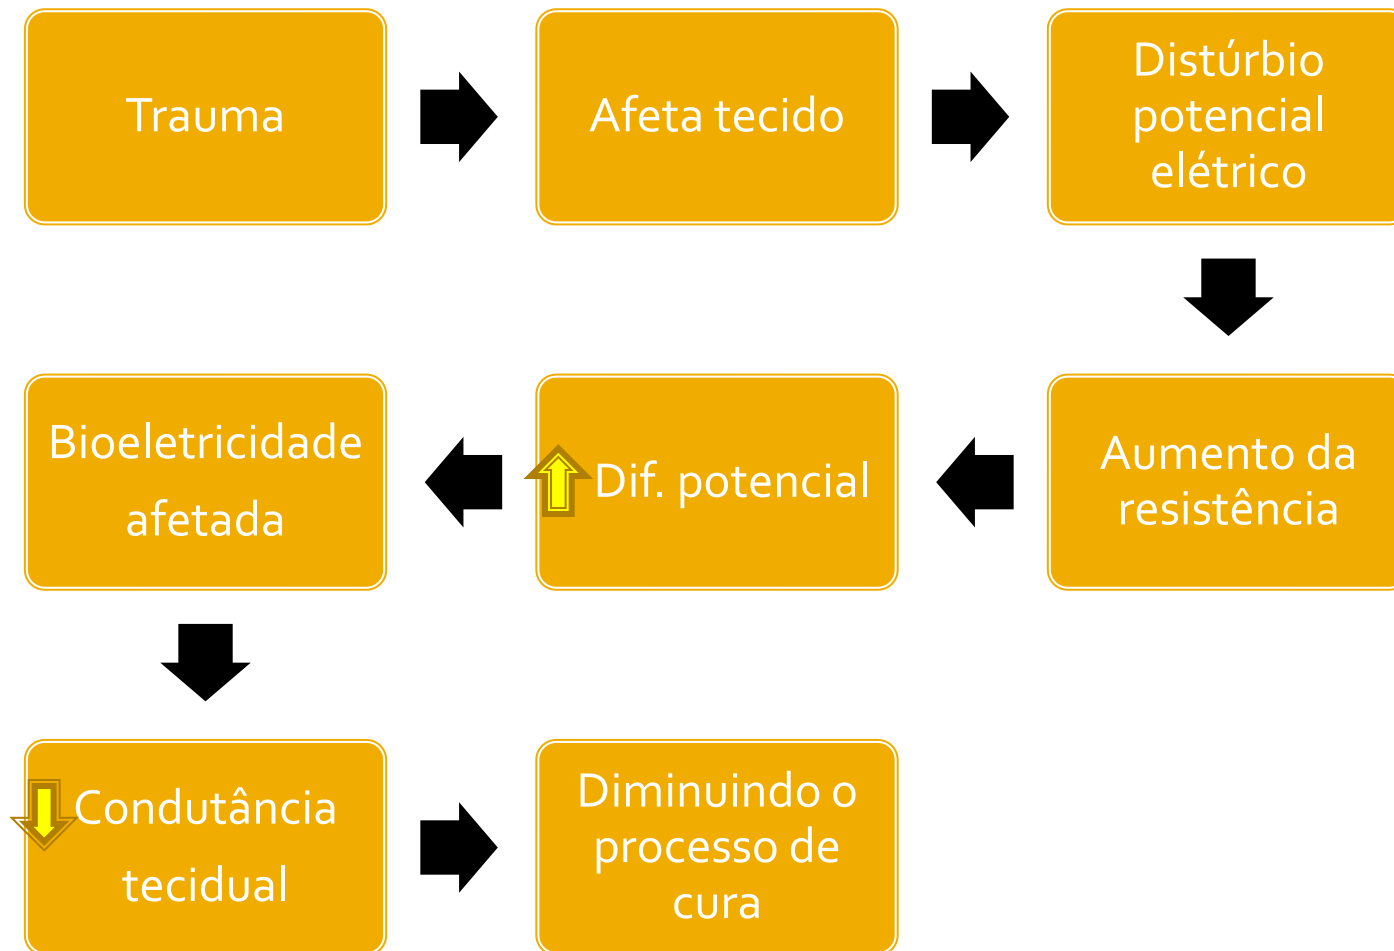 Trauma
Afeta tecido
Distúrbio
potencial
elétrico
Aumento da
resistência
Dif. potencial
Bioeletricidade
afetada
Condutância
tecidual
Diminuindo o
processo de
cura